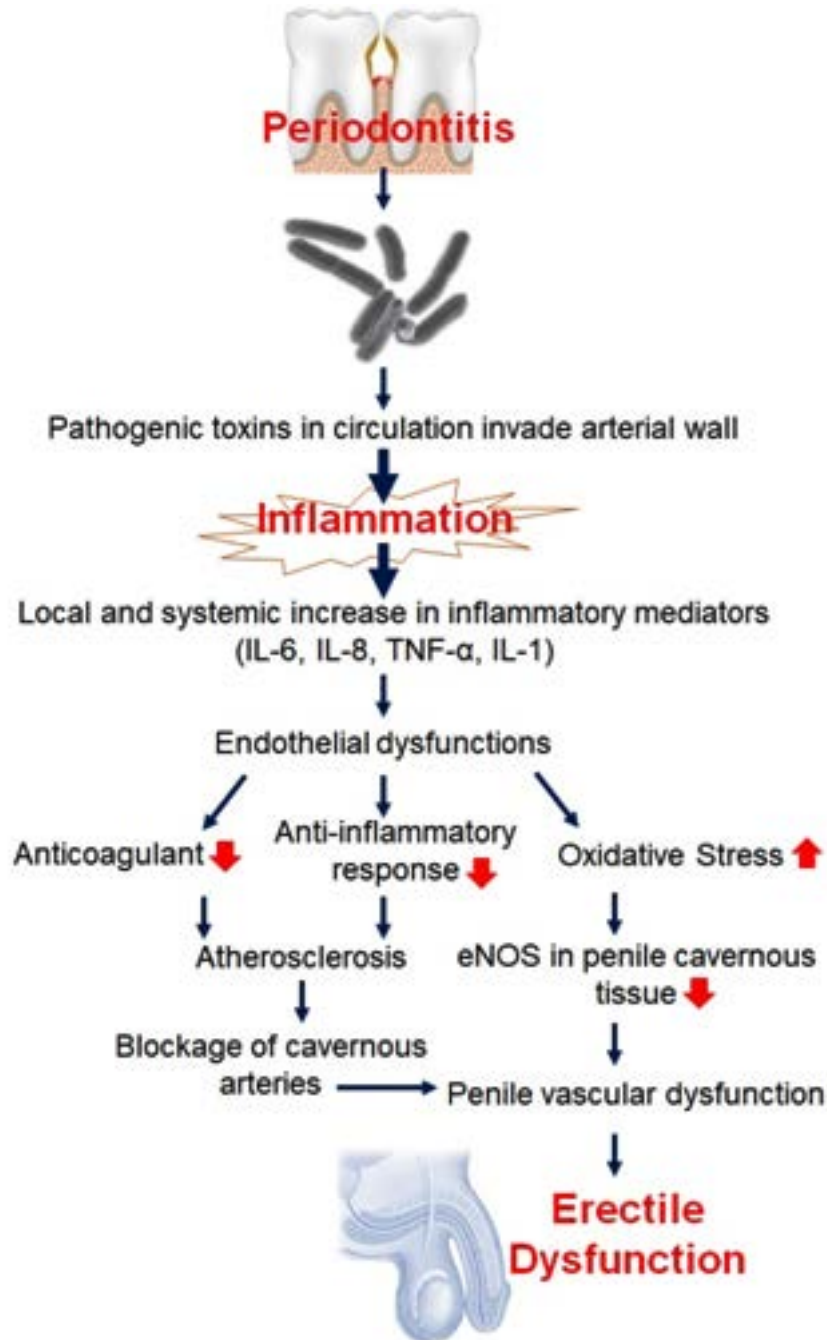 Periodontitis
Pathogenic toxins in circulation invade arterial wall
Inflammation
Local and systemic increase in inflammatory mediators
(IL-6, IL-8, TNF-α, IL-1)
Endothelial dysfunctions
Anticoagulant
Anti-inflammatory
response
Oxidative Stress
Atherosclerosis
eNOS in penile cavernous
tissue
Blockage of cavernous
arteries
Penile vascular dysfunction
Erectile
Dysfunction